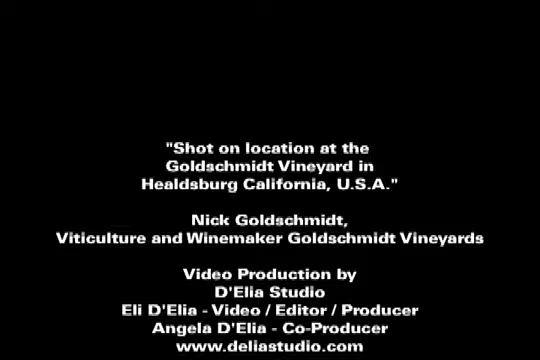 "Shot on location at the
Goldschmidt Vineyard in
Healdsburg California, U.S.A."
Nick Goldschmidt,
Viticulture and Winemaker Goldschmidt Vineyards
Video Production by
D'Elia Studio
Eli D'Elia - Video / Editor / Producer
Angela D'Elia - Co-Producer
www.deliastudio.com